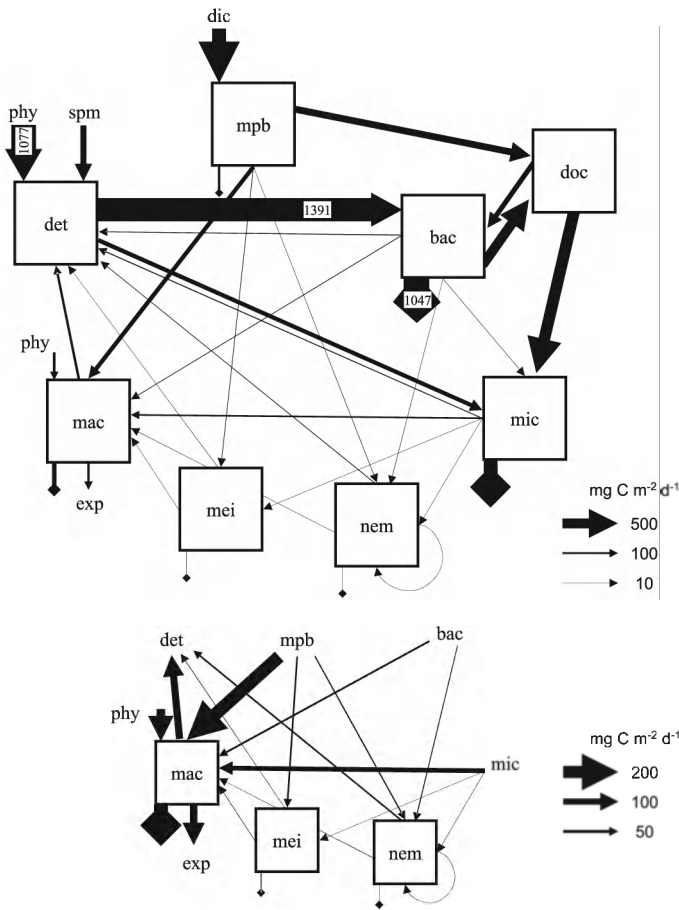 dic
phy
spm
1077
mpb
doc
det
1391
bac
1047
phy
mac
mic
exp
mei
nem
mg C m-2 d-1
500
100
10
det
mpb
bac
phy
mac
mic
mei
nem
exp
mg C m-2 d-1
200
100
50